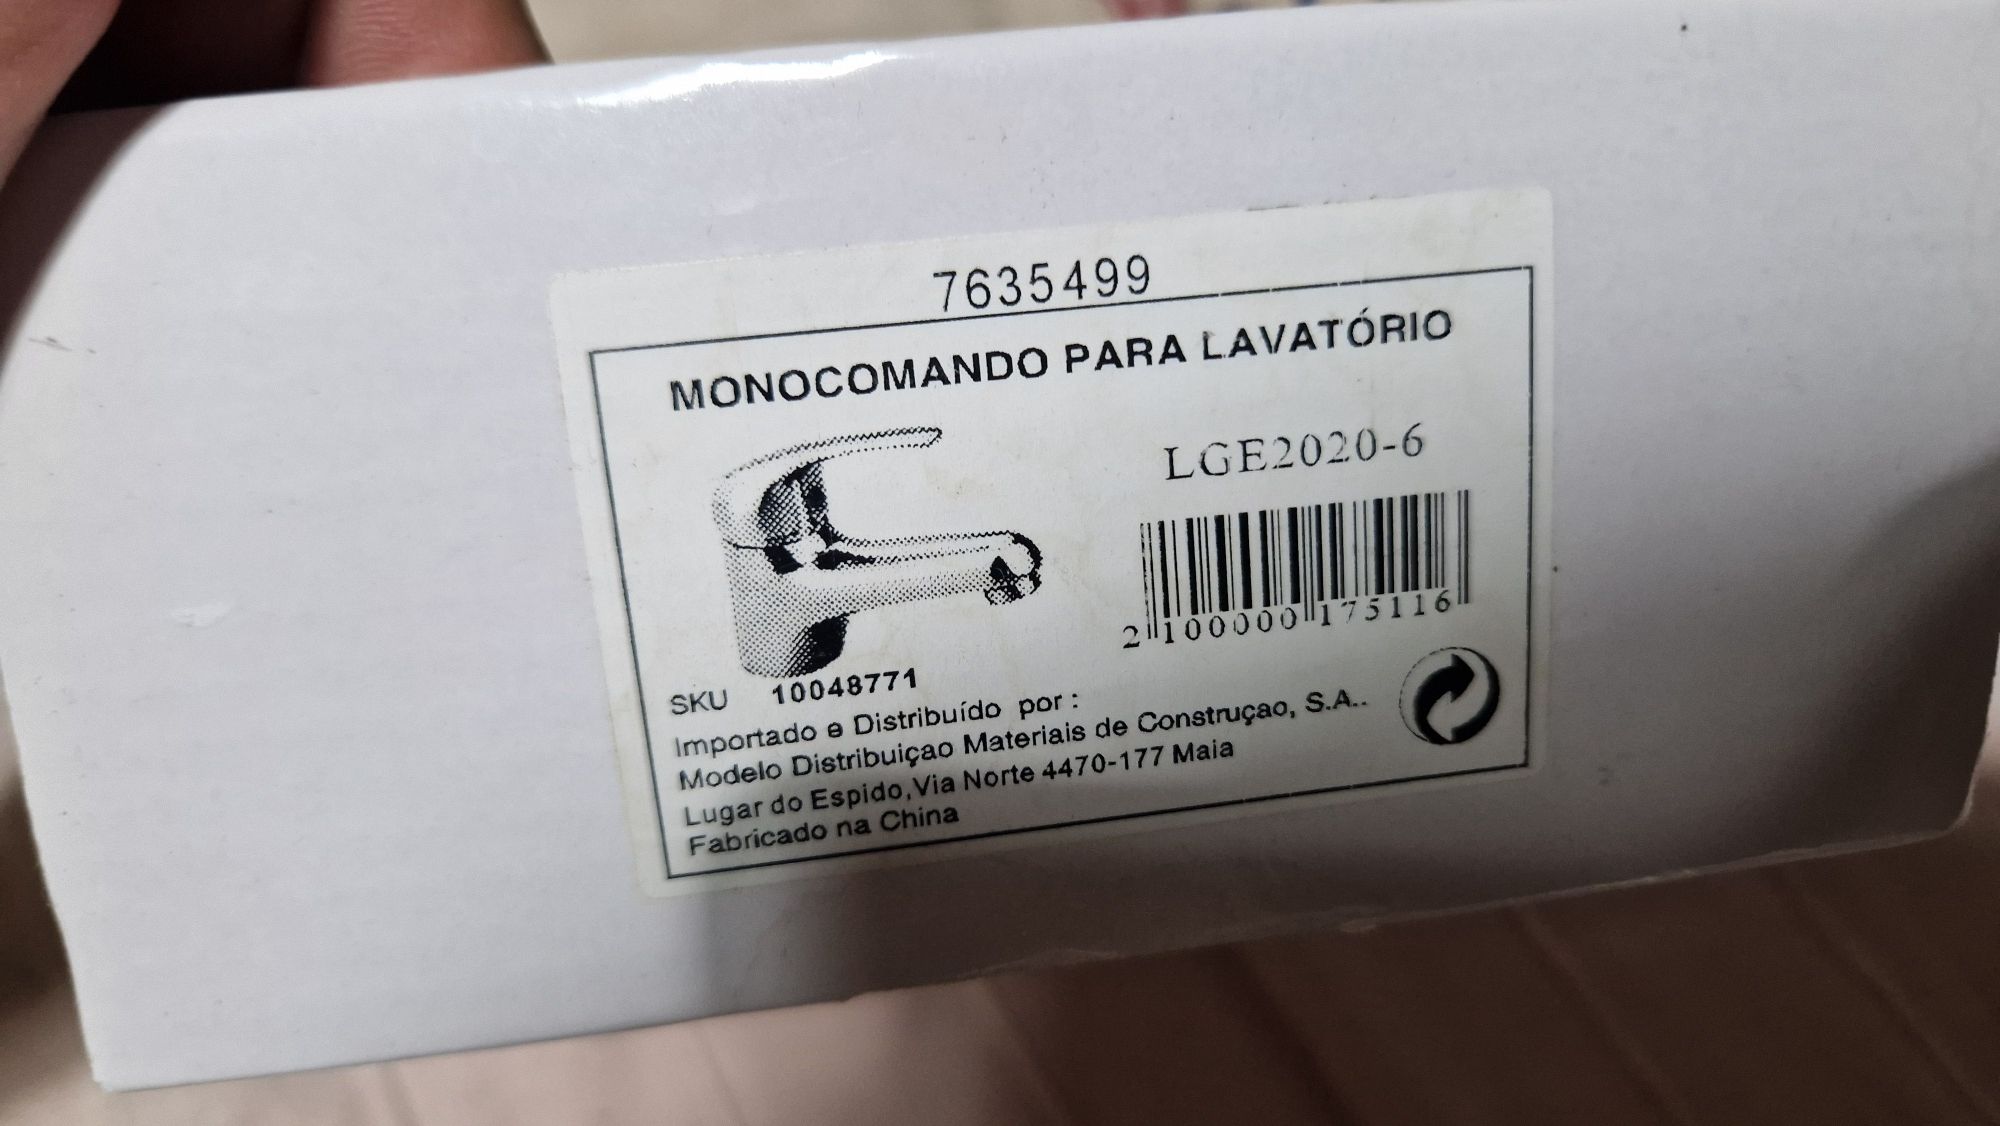 7635499
MONOCOMANDO PARA LAVATÓRIO
LGE2020-6
2 100000 175116
SKU 10048771
Importado e Distribuído por :
Modelo Distribuiçao Materiais de Construçao, S.A..
Lugar do Espido,Via Norte 4470-177 Maia
Fabricado na China